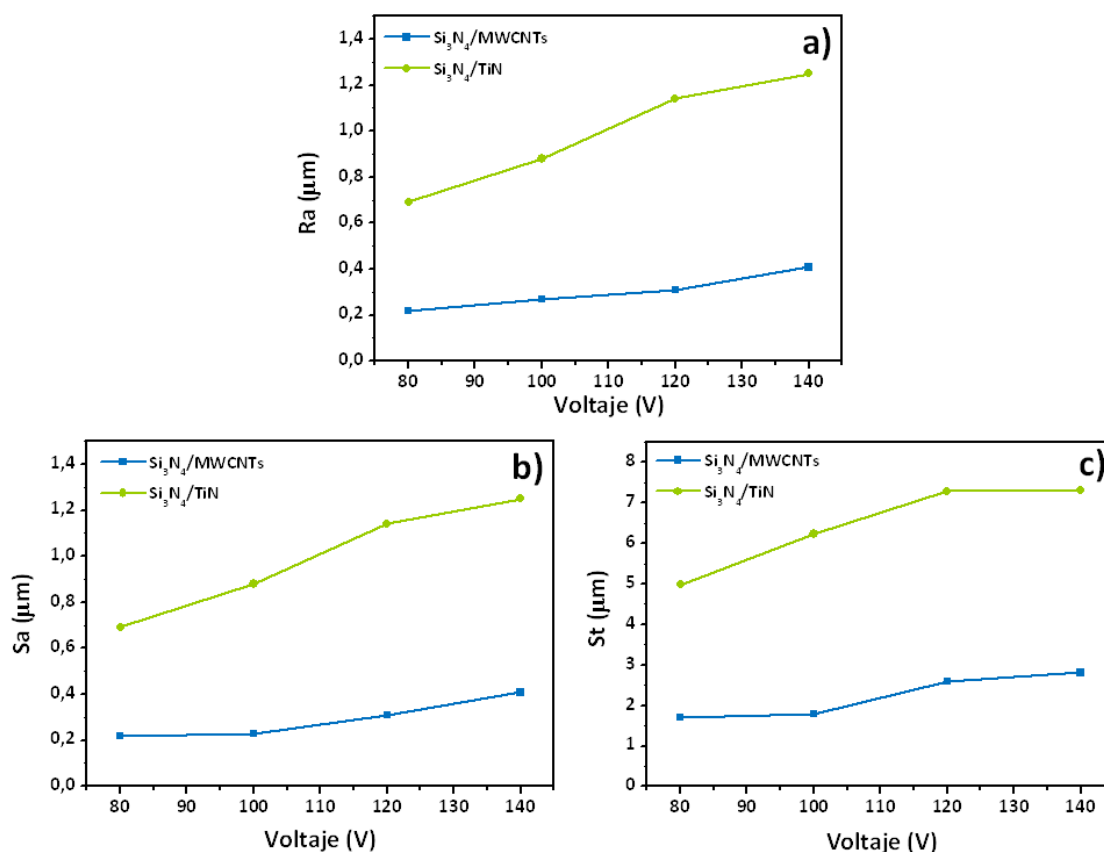 a)
Si₃N₄/MWCNTs
Si₃N₄/TiN
1,4
1,2
1,0
0,8
0,6
0,4
0,2
0,0
Ra (μm)
80 90 100 110 120 130 140
Voltaje (V)
b)
Si₃N₄/MWCNTs
Si₃N₄/TiN
1,4
1,2
1,0
0,8
0,6
0,4
0,2
0,0
Sa (μm)
80 90 100 110 120 130 140
Voltaje (V)
c)
Si₃N₄/MWCNTs
Si₃N₄/TiN
8
7
6
5
4
3
2
1
0
St (μm)
80 90 100 110 120 130 140
Voltaje (V)